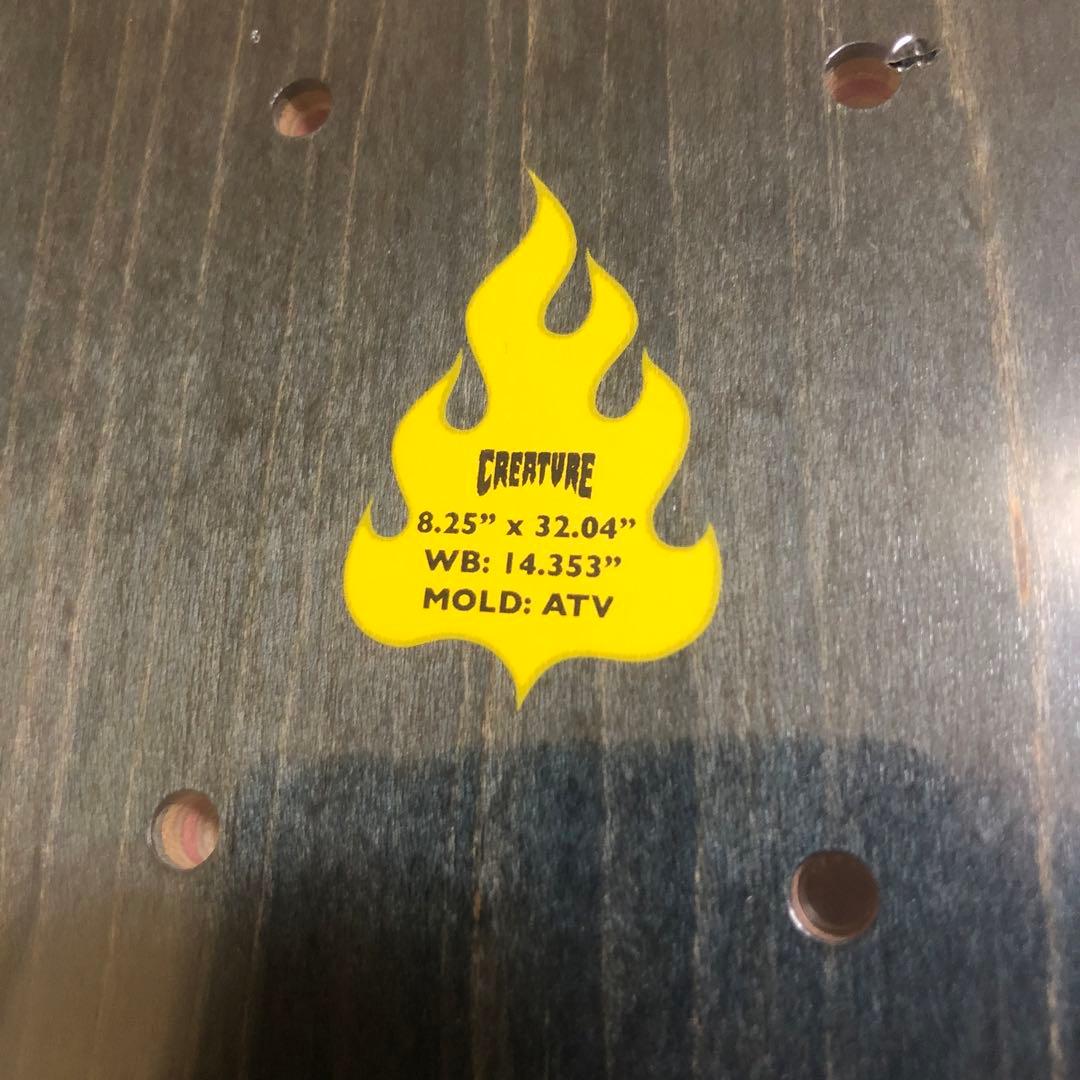 CREATURE
8.25” x 32.04”
WB: 14.353”
MOLD: ATV